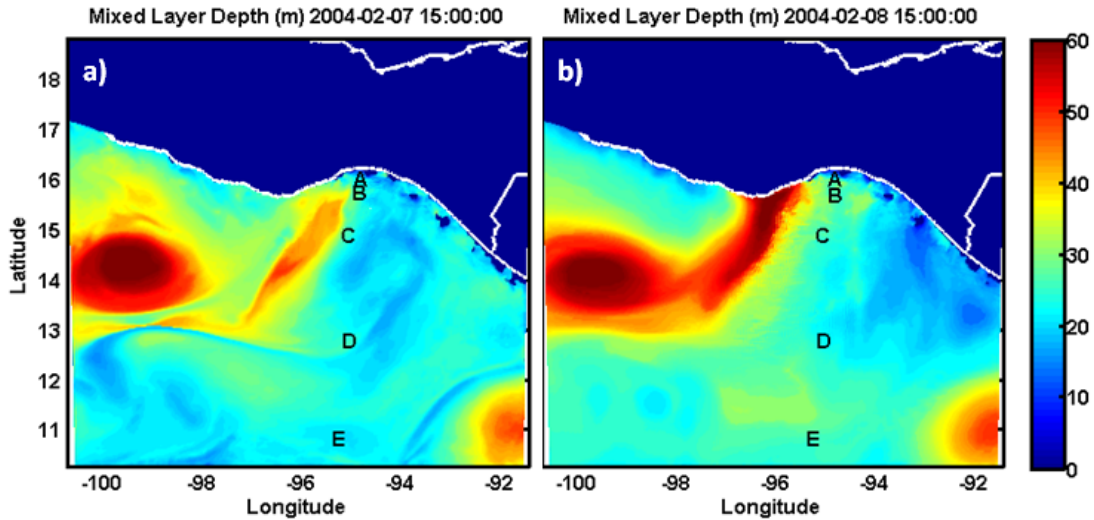 Mixed Layer Depth (m) 2004-02-07 15:00:00
Mixed Layer Depth (m) 2004-02-08 15:00:00
a)
b)
18
17
16
15
14
13
12
11
Latitude
A
B
C
D
E
A
B
C
D
E
60
50
40
30
20
10
0
-100
-98
-96
-94
-92
-100
-98
-96
-94
-92
Longitude
Longitude